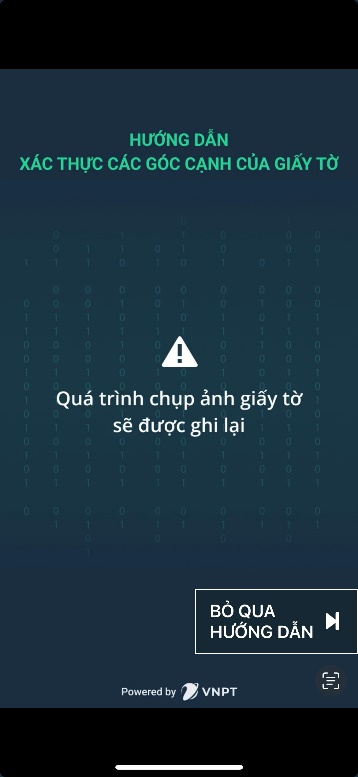 HƯỚNG DẪN
XÁC THỰC CÁC GÓC CẠNH CỦA GIẤY TỜ
Quá trình chụp ảnh giấy tờ
sẽ được ghi lại
BỎ QUA
HƯỚNG DẪN
Powered by VNPT